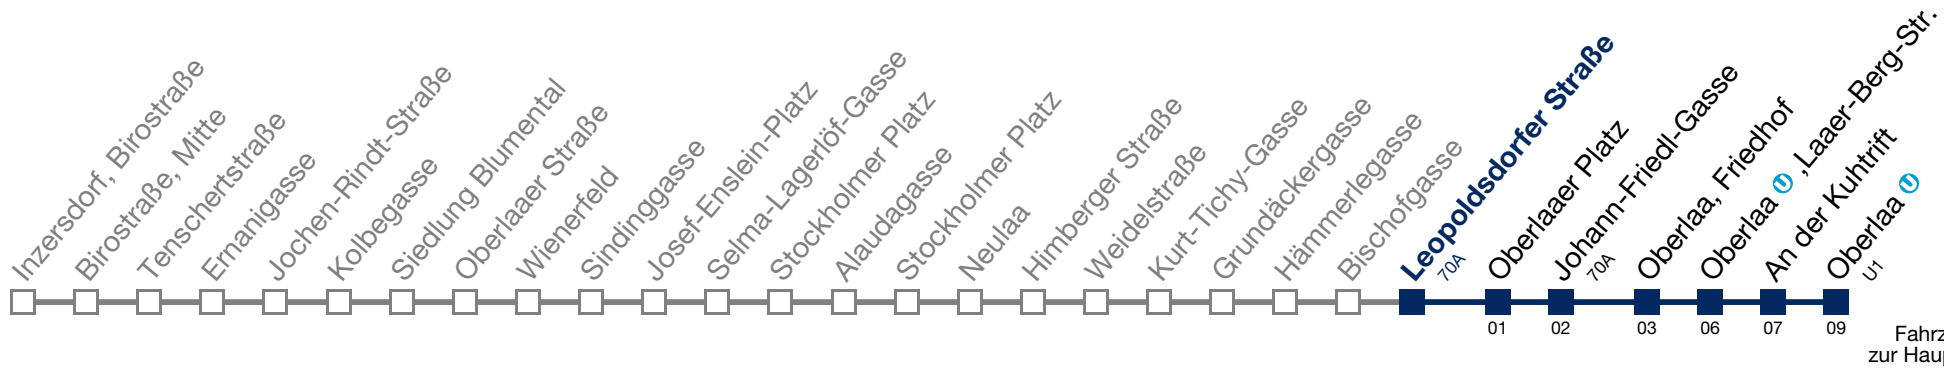 Inzersdorf, Birostraße
Birostraße, Mitte
Tenschertstraße
Ernanigasse
Jochen-Rindt-Straße
Kolbegasse
Siedlung Blumental
Oberlaaer Straße
Wienerfeld
Sindinggasse
Josef-Enslein-Platz
Selma-Lagerlöf-Gasse
Stockholmer Platz
Alaudagasse
Stockholmer Platz
Neulaa
Himberger Straße
Weidelstraße
Kurt-Tichy-Gasse
Grundäckergasse
Hämmerlegasse
Bischofgasse
Leopoldsdorfer Straße
70A
Oberlaaer Platz
Johann-Friedl-Gasse
70A
Oberlaa, Friedhof
Oberlaa U ,Laaer-Berg-Str.
An der Kuhtrift
Oberlaa U
U1
01 02 03 06 07 09
Fahrz
zur Haup